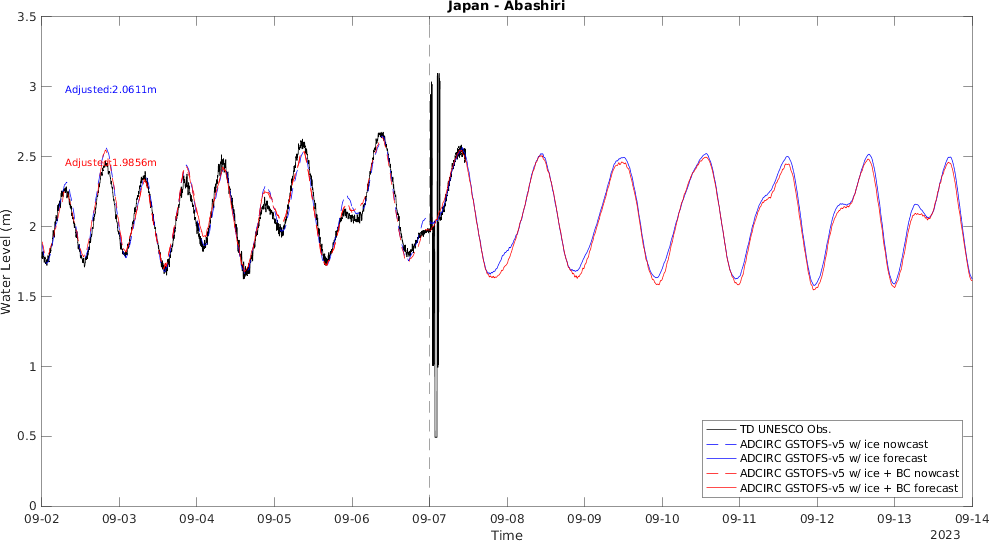 Japan - Abashiri
3.5
3
2.5
2
1.5
1
0.5
0
Water Level (m)
Adjusted:2.0611m
Adjusted:1.9856m
TD UNESCO Obs.
ADCIRC GSTOFS-v5 w/ ice nowcast
ADCIRC GSTOFS-v5 w/ ice forecast
ADCIRC GSTOFS-v5 w/ ice + BC nowcast
ADCIRC GSTOFS-v5 w/ ice + BC forecast
09-02 09-03 09-04 09-05 09-06 09-07 09-08 09-09 09-10 09-11 09-12 09-13 09-14
Time
2023